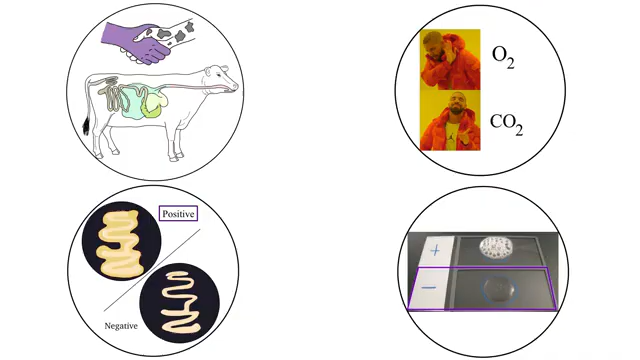 O₂
CO₂
Positive
Negative
+
−